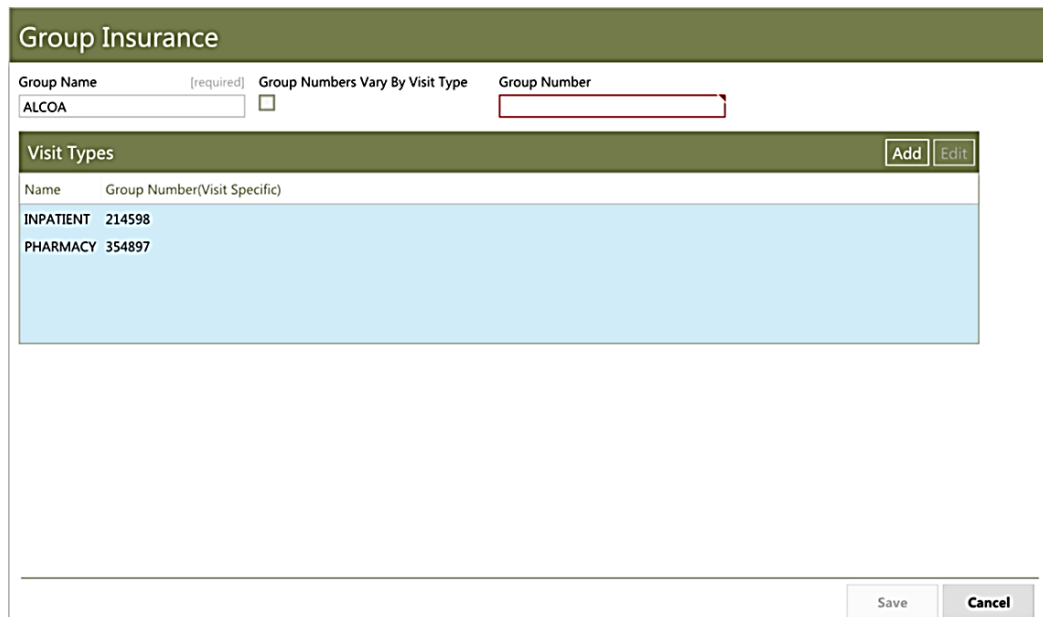 Group Insurance
Group Name [required] Group Numbers Vary By Visit Type Group Number
ALCOA
Visit Types Add Edit
Name Group Number(Visit Specific)
INPATIENT 214598
PHARMACY 354897
Save Cancel